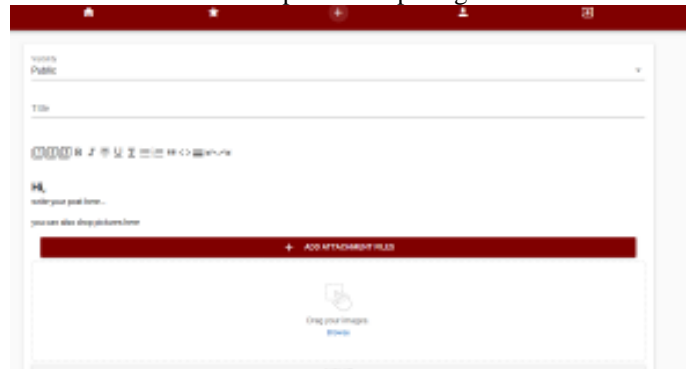 Visibility
Public
Title
B I U
Hi,
write your post here...
you can also drop pictures here
+ ADD ATTACHMENT FILES
Drag your images
Browse